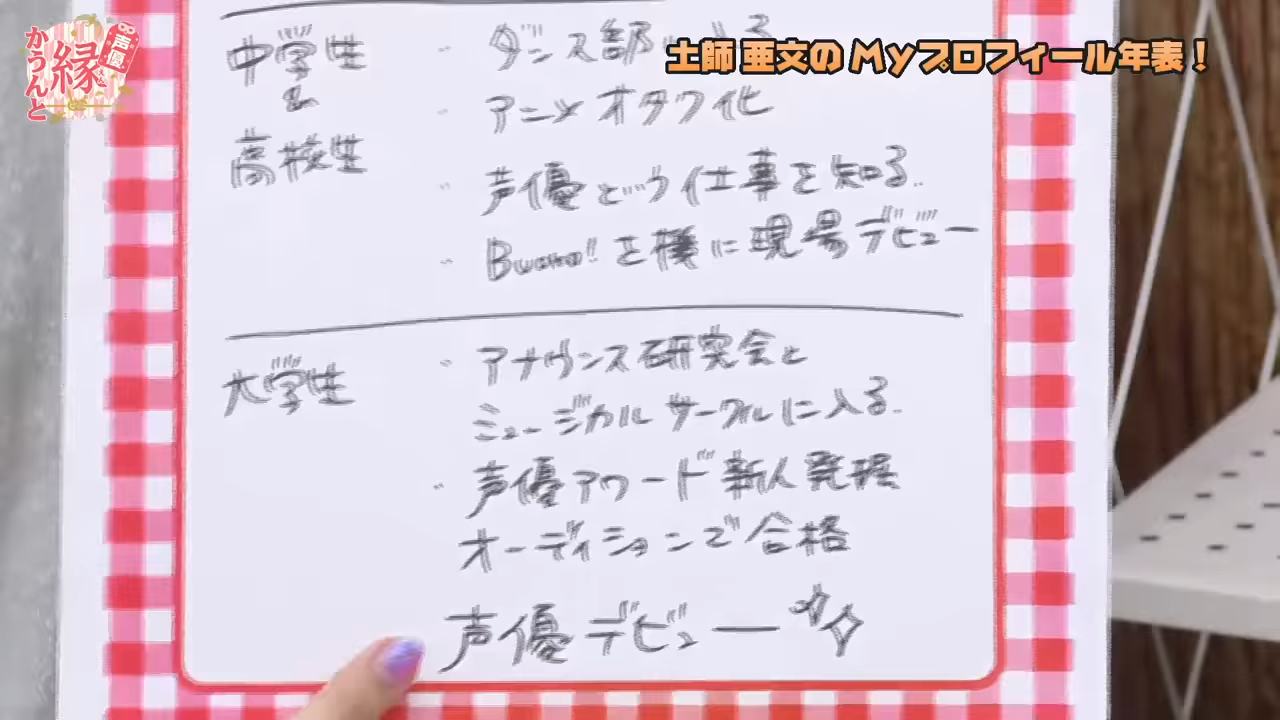 声優
縁
かうんと
土師 亜文のMyプロフィール年表！
中学生
&
高校生
・ダンス部
・アニメオタク化
・声優という仕事を知る..
・Buono!!を機に現場デビュー
大学生
・アナウンス研究会と
ミュージカルサークルに入る.
・声優アワード新人発掘
オーディションで合格
声優デビュー